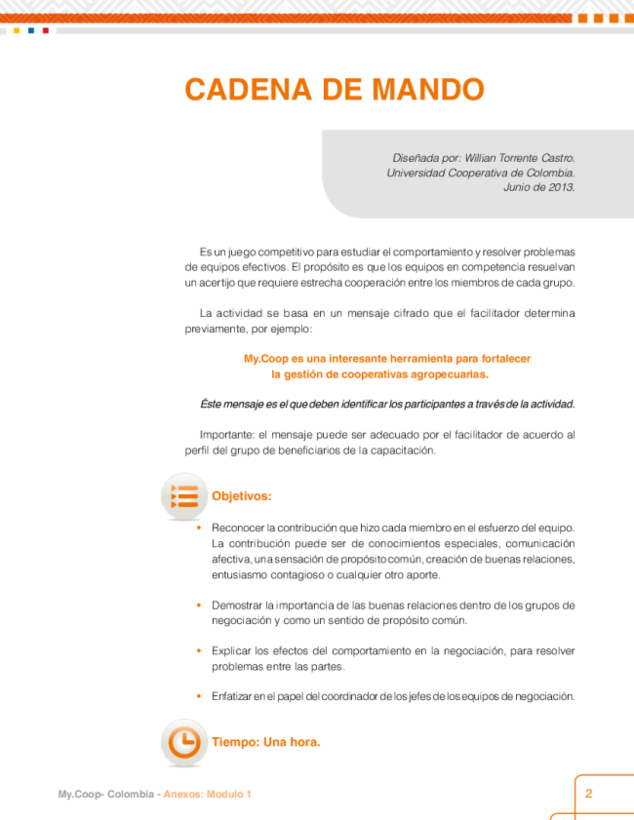 CADENA DE MANDO
Diseñada por: Willian Torrente Castro.
Universidad Cooperativa de Colombia.
Junio de 2013.
Es un juego competitivo para estudiar el comportamiento y resolver problemas
de equipos efectivos. El propósito es que los equipos en competencia resuelvan
un acertijo que requiere estrecha cooperación entre los miembros de cada grupo.
La actividad se basa en un mensaje cifrado que el facilitador determina
previamente, por ejemplo:
My.Coop es una interesante herramienta para fortalecer
la gestión de cooperativas agropecuarias.
Éste mensaje es el que deben identificar los participantes a través de la actividad.
Importante: el mensaje puede ser adecuado por el facilitador de acuerdo al
perfil del grupo de beneficiarios de la capacitación.
Objetivos:
• Reconocer la contribución que hizo cada miembro en el esfuerzo del equipo.
La contribución puede ser de conocimientos especiales, comunicación
afectiva, una sensación de propósito común, creación de buenas relaciones,
entusiasmo contagioso o cualquier otro aporte.
• Demostrar la importancia de las buenas relaciones dentro de los grupos de
negociación y como un sentido de propósito común.
• Explicar los efectos del comportamiento en la negociación, para resolver
problemas entre las partes.
• Enfatizar en el papel del coordinador de los jefes de los equipos de negociación.
Tiempo: Una hora.
My.Coop- Colombia - Anexos: Modulo 1
2